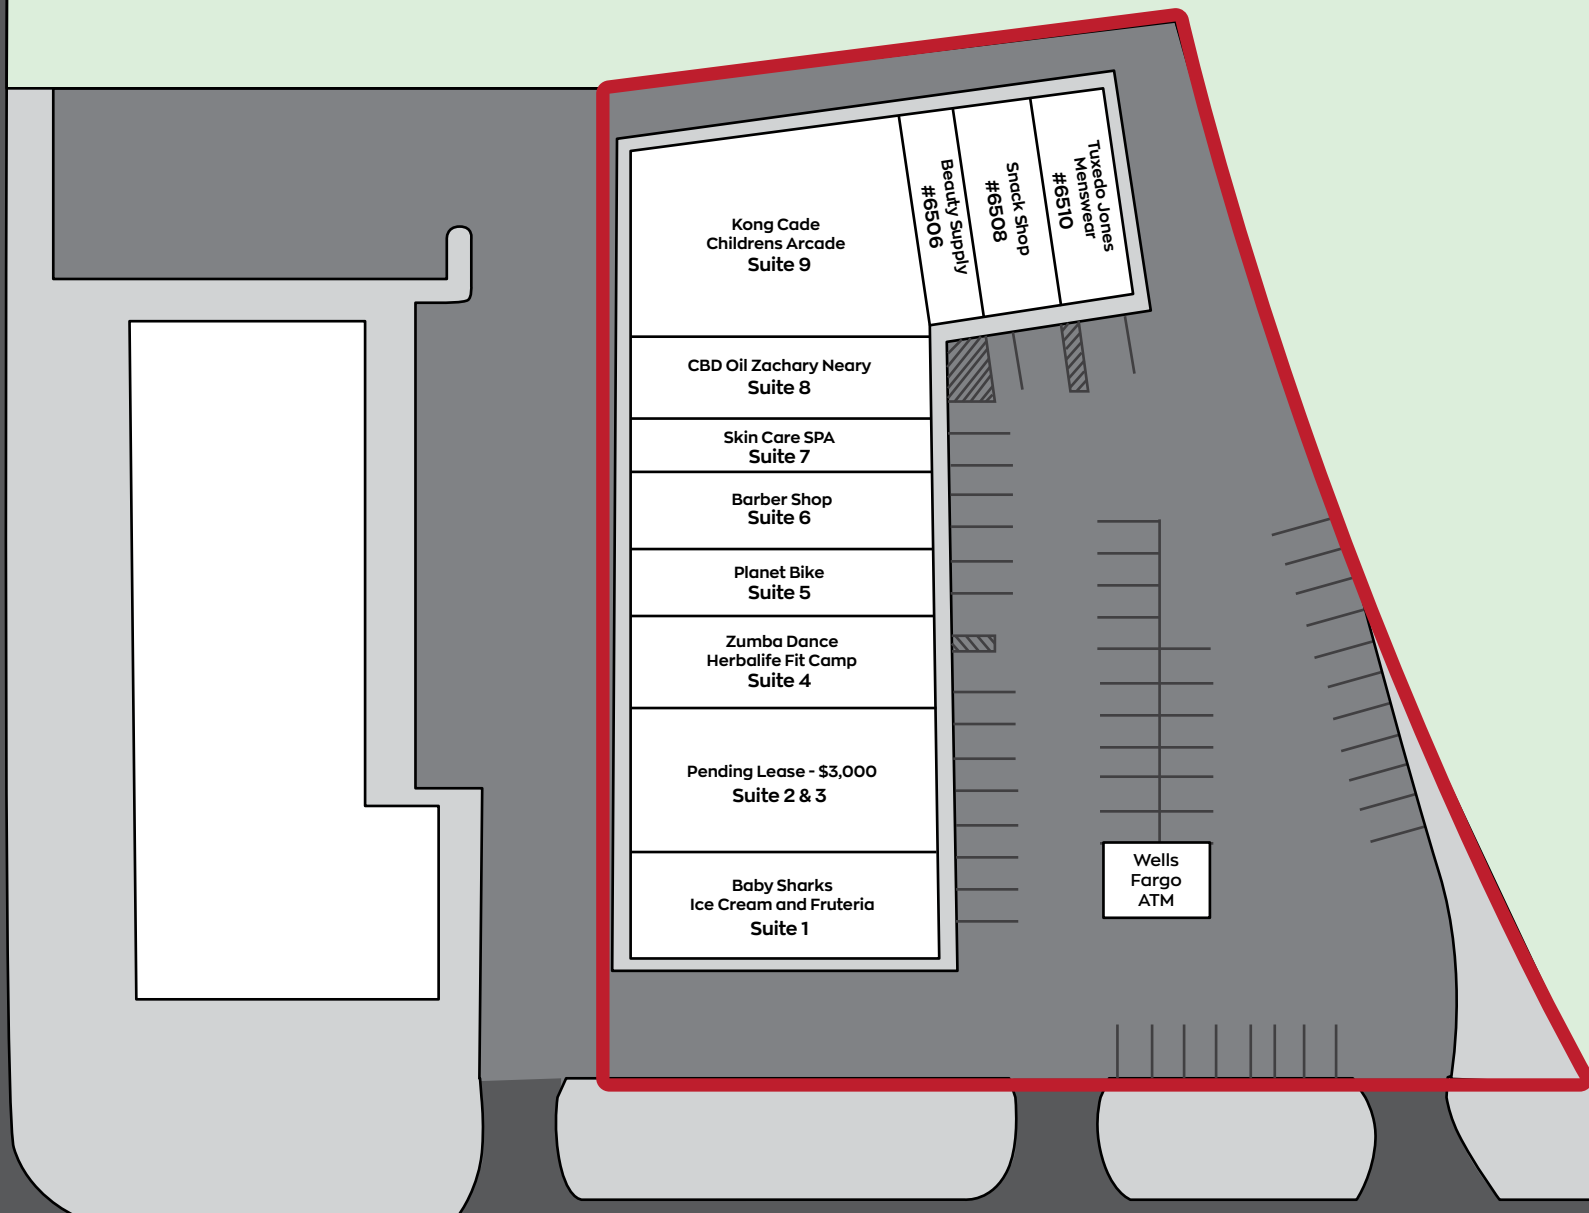 Kong Cade
Childrens Arcade
Suite 9
Beauty Supply
#6506
Snack Shop
#6508
Tuxedo Jones
Menswear
#6510
CBD Oil Zachary Neary
Suite 8
Skin Care SPA
Suite 7
Barber Shop
Suite 6
Planet Bike
Suite 5
Zumba Dance
Herbalife Fit Camp
Suite 4
Pending Lease - $3,000
Suite 2 & 3
Baby Sharks
Ice Cream and Fruteria
Suite 1
Wells
Fargo
ATM